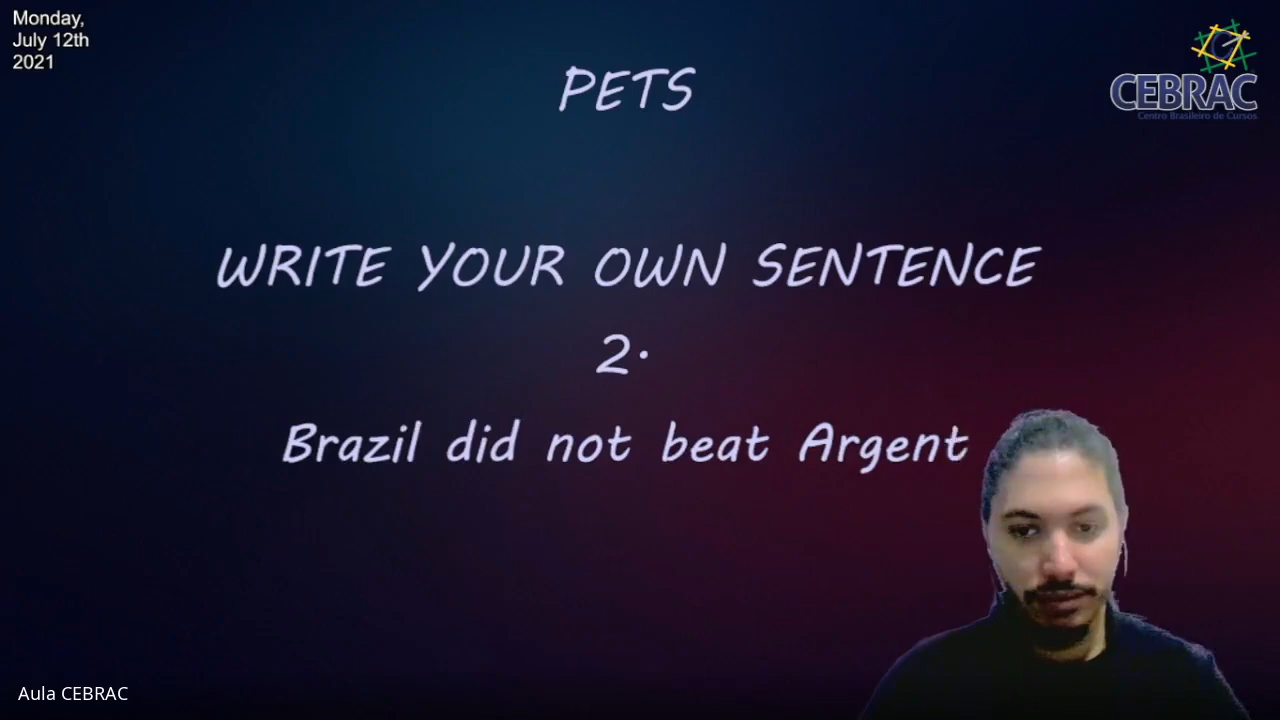 Monday,
July 12th
2021
CEBRAC
Centro Brasileiro de Cursos
PETS
WRITE YOUR OWN SENTENCE
2.
Brazil did not beat Argent
Aula CEBRAC